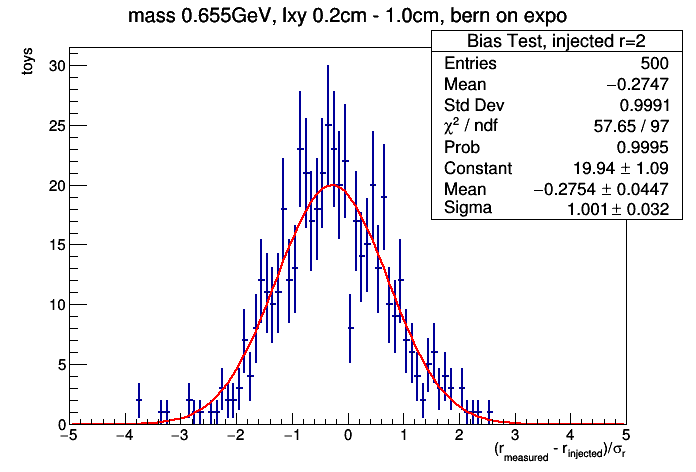 mass 0.655GeV, lxy 0.2cm - 1.0cm, bern on expo
toys
Bias Test, injected r=2
Entries 500
Mean −0.2747
Std Dev 0.9991
χ² / ndf 57.65 / 97
Prob 0.9995
Constant 19.94 ± 1.09
Mean −0.2754 ± 0.0447
Sigma 1.001 ± 0.032
30
25
20
15
10
5
0
−5 −4 −3 −2 −1 0 1 2 3 4 5
(r_measured - r_injected)/σ_r